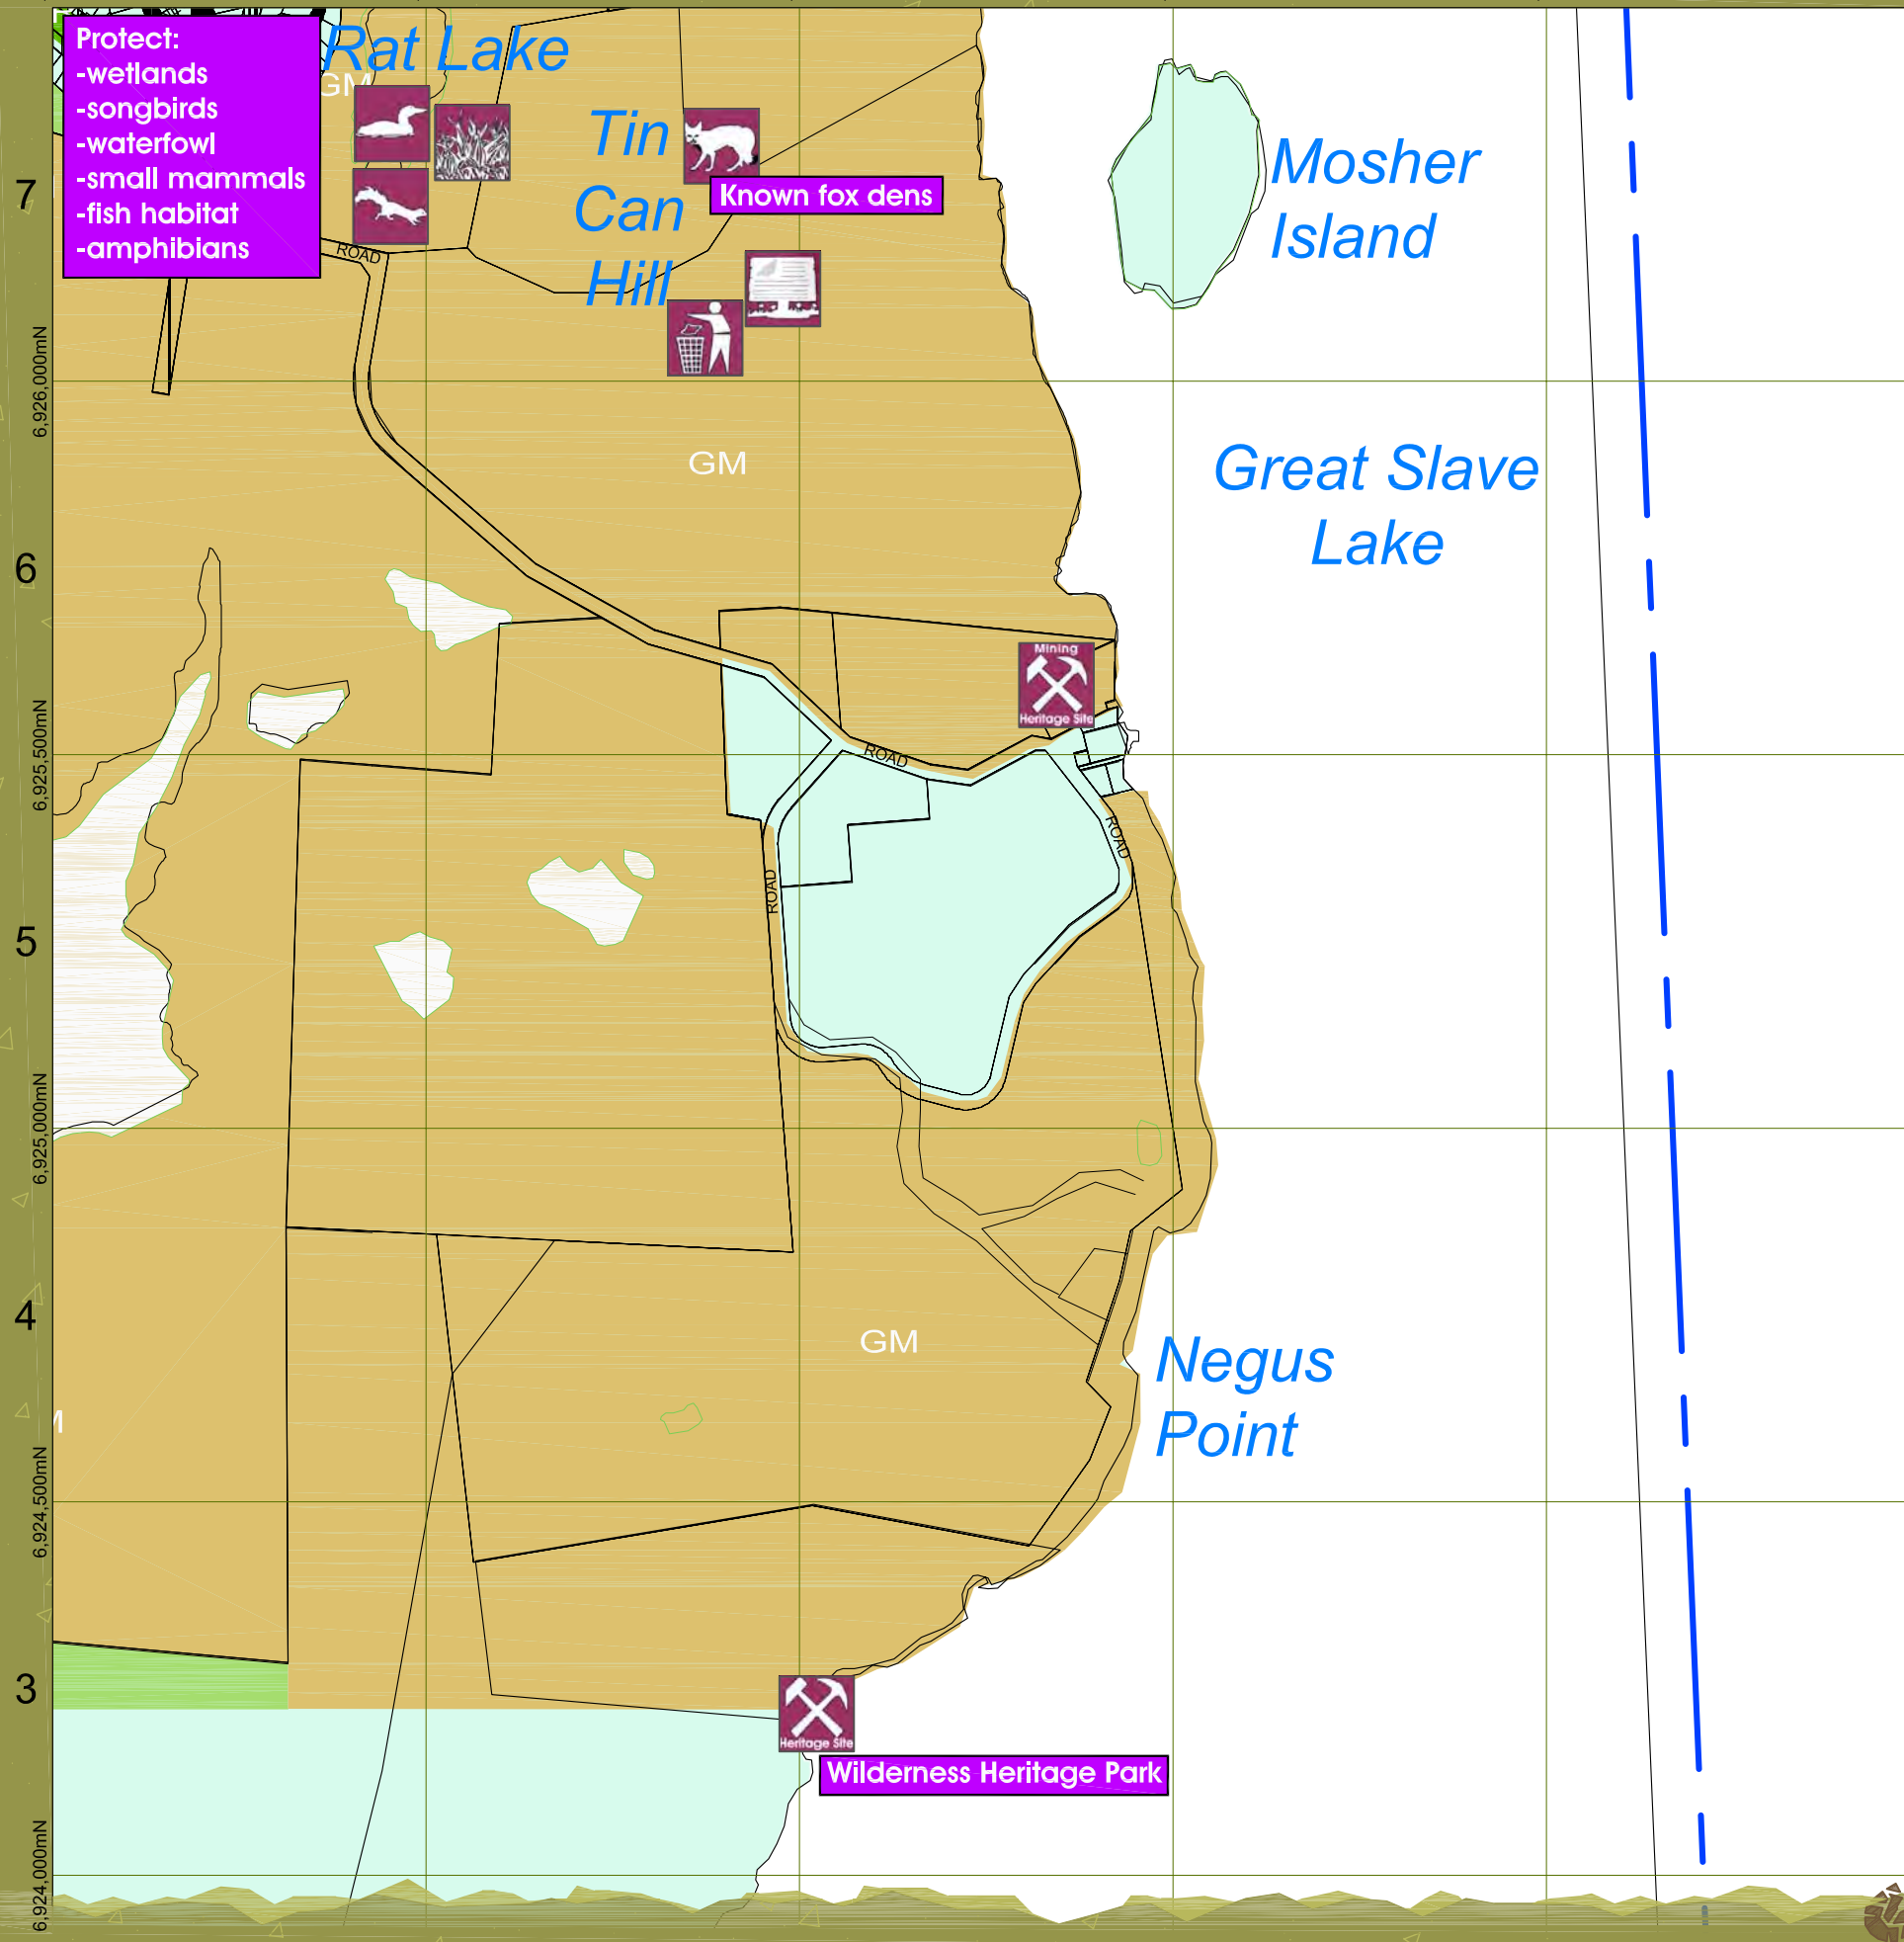 Protect:
-wetlands
-songbirds
-waterfowl
-small mammals
-fish habitat
-amphibians
Rat Lake
GM
Tin
Can
Hill
Known fox dens
Mosher
Island
7
ROAD
6,926,000mN
GM
Great Slave
Lake
6
Mining
Heritage Site
6,925,500mN
ROAD
ROAD
ROAD
5
6,925,000mN
4
GM
Negus
Point
6,924,500mN
3
Heritage Site
Wilderness Heritage Park
6,924,000mN